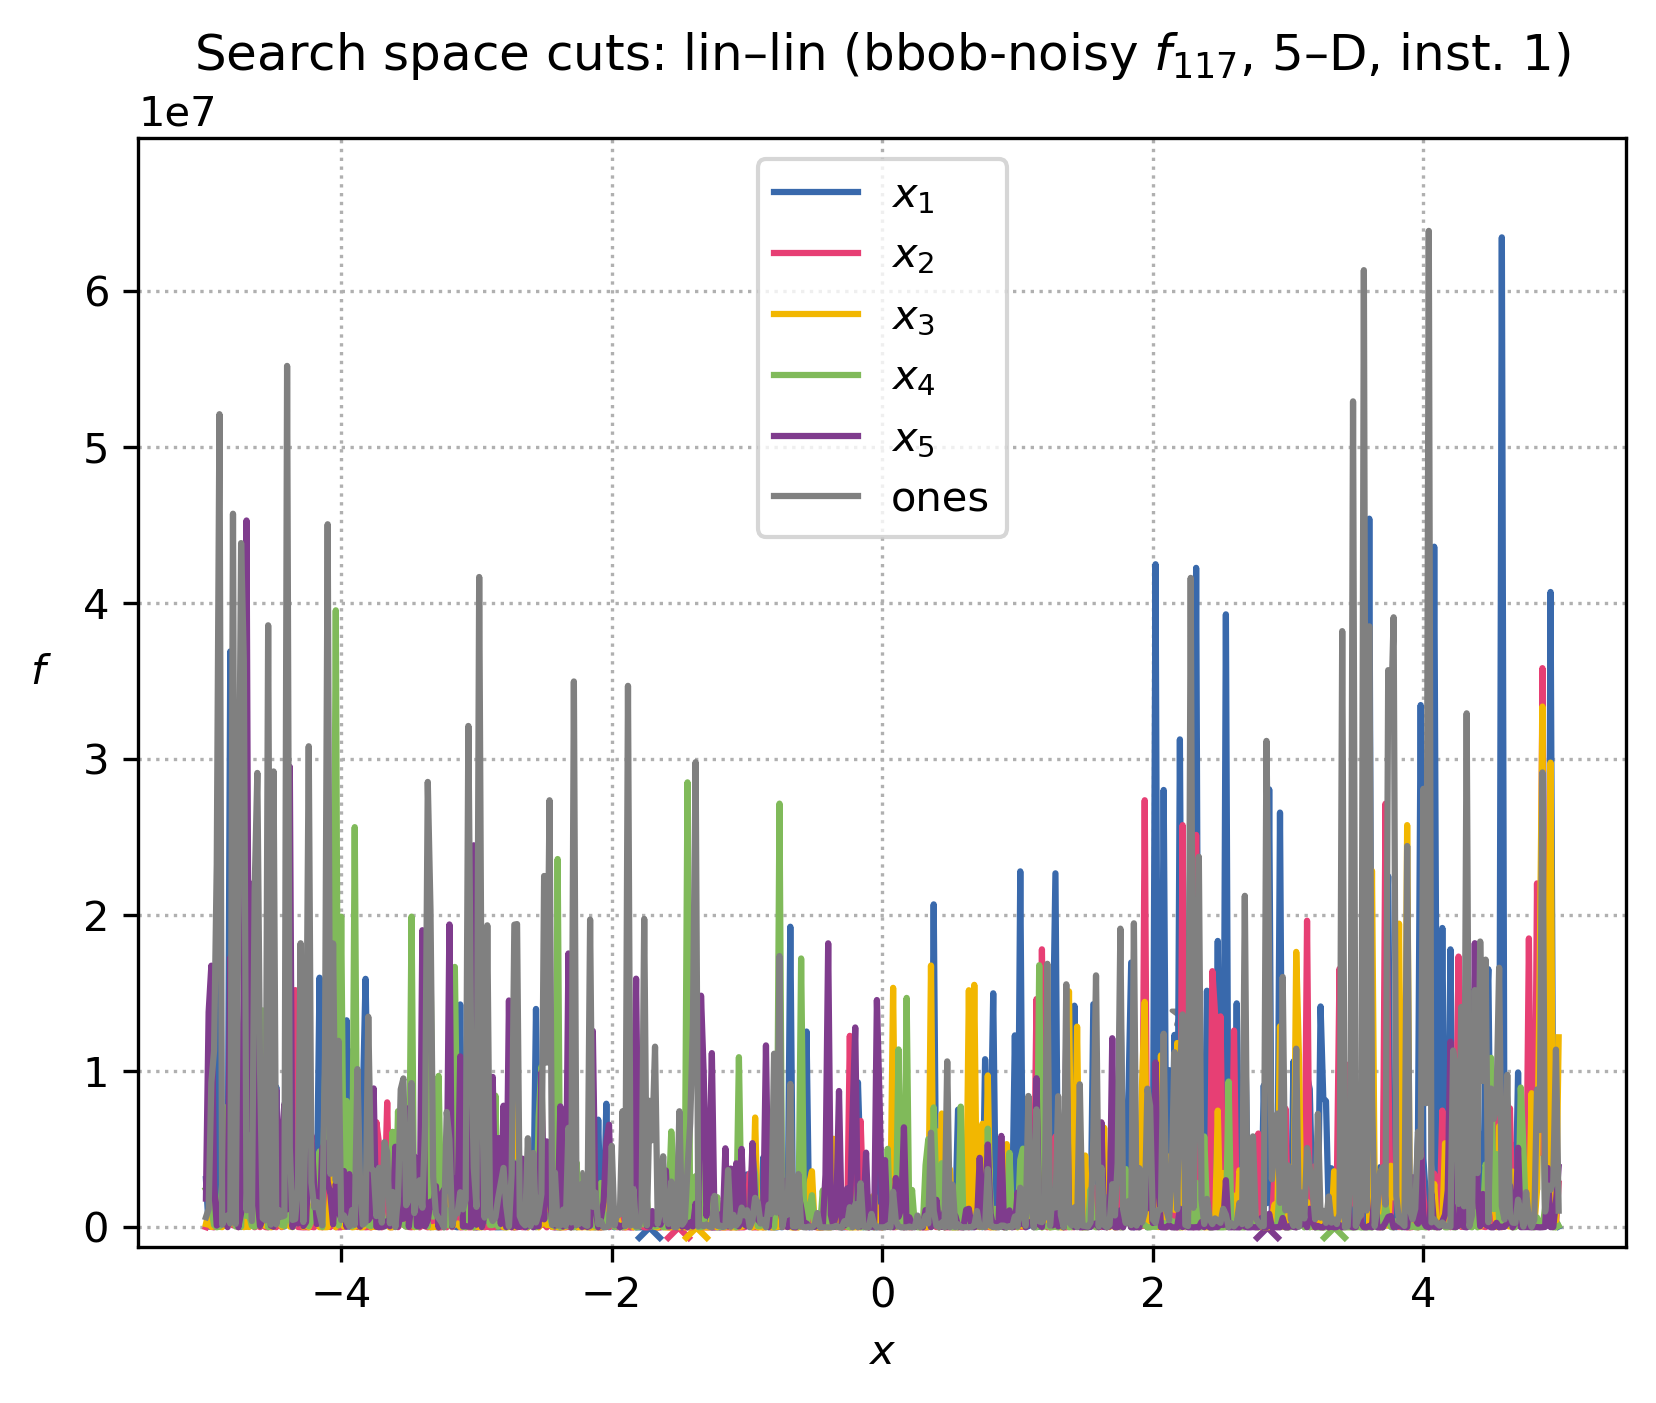 Search space cuts: lin–lin (bbob-noisy f117, 5–D, inst. 1)
1e7
x1
x2
x3
x4
x5
ones
6
5
4
3
2
1
0
f
−4 −2 0 2 4
x